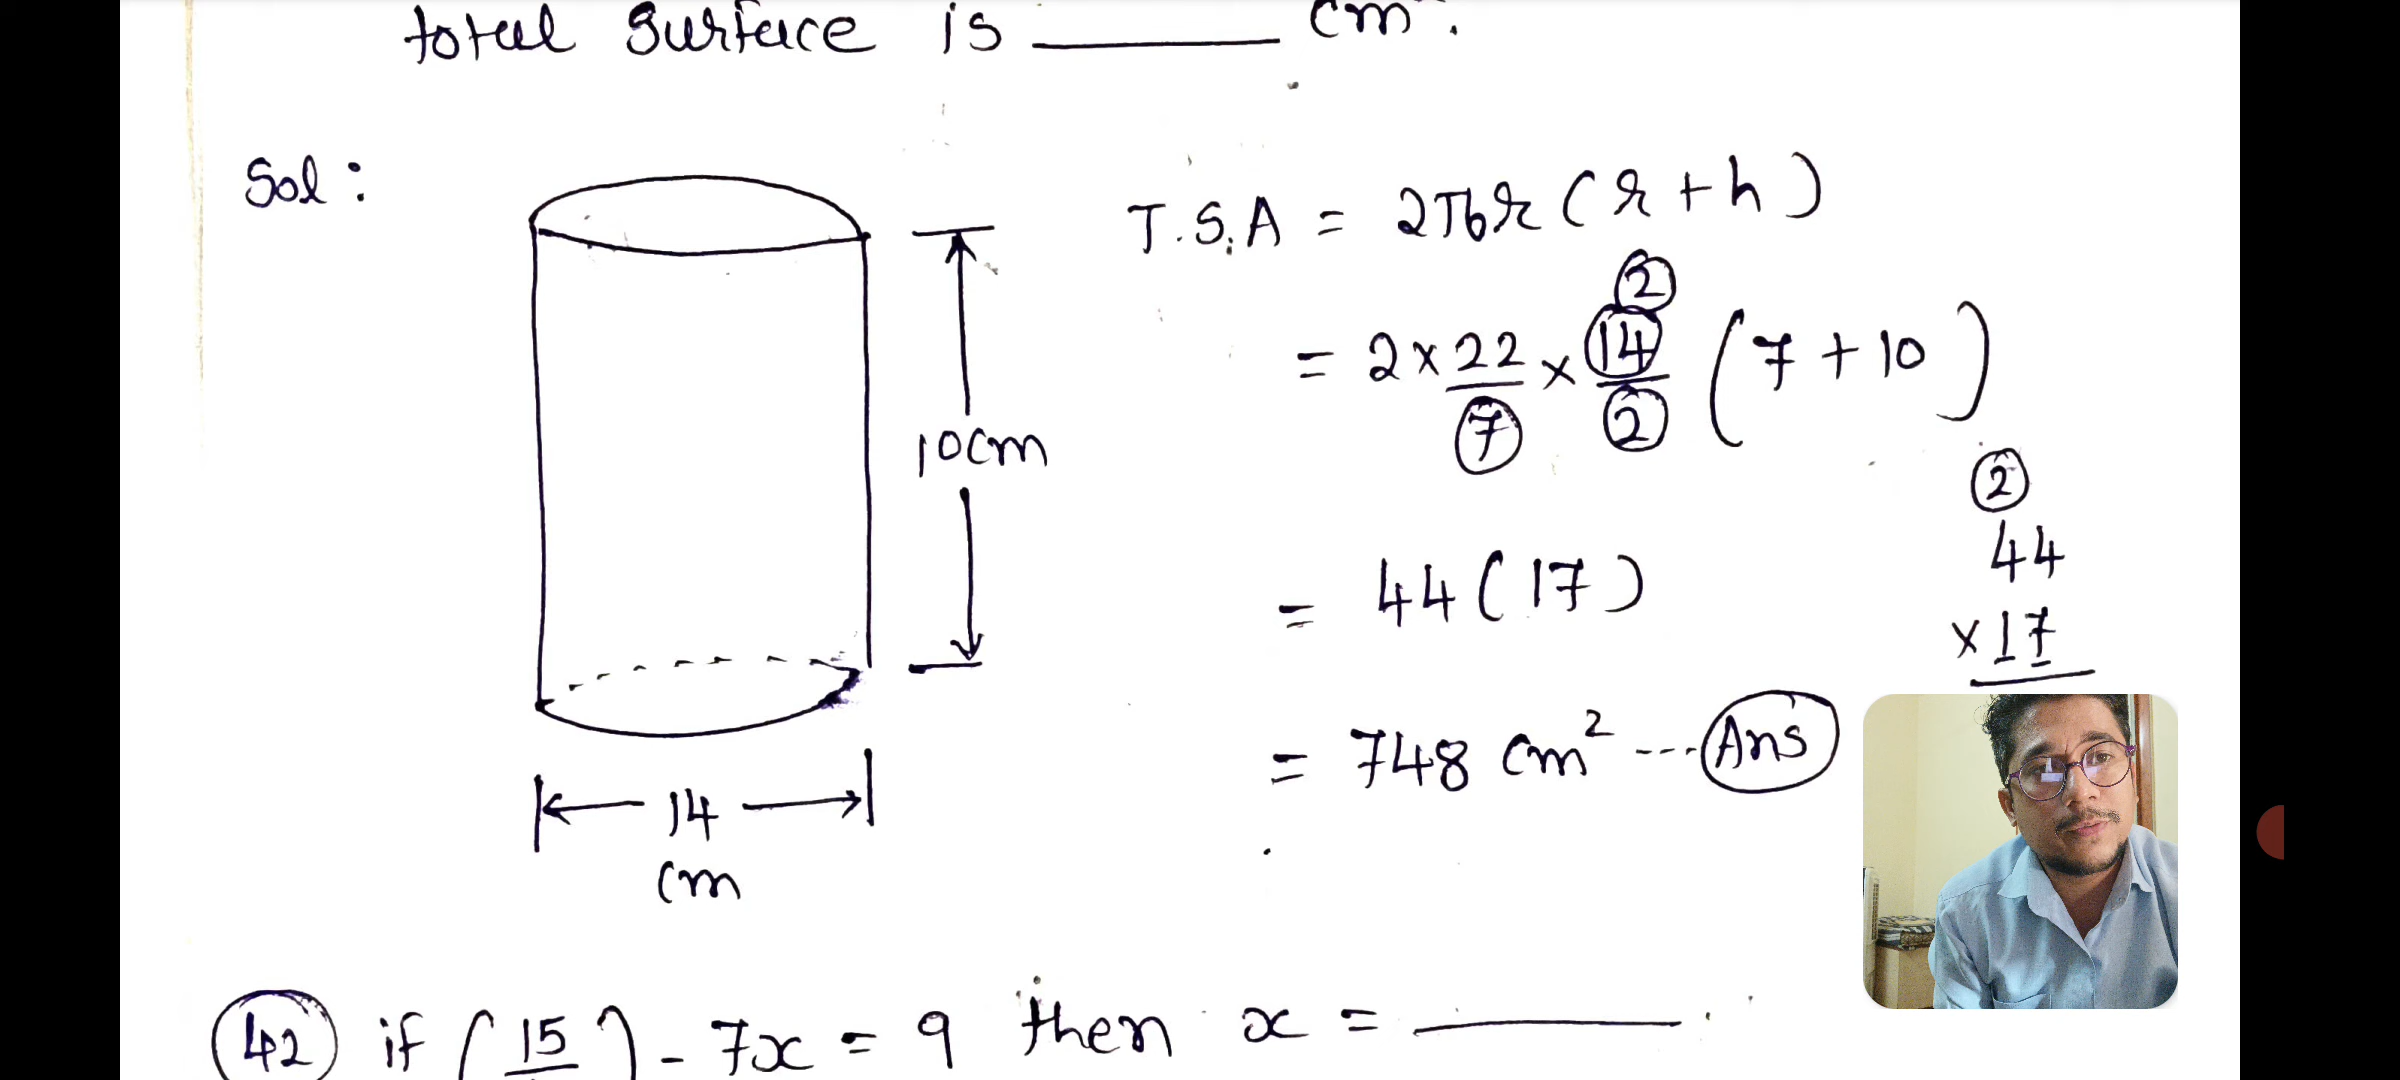 total surface is ______ cm².
Sol:
T.S.A = 2πr(r+h)
2
= 2 × 22/7 × 14/2 (7 + 10)
10cm
2
44
= 44(17)
×17
= 748 cm² ---Ans
14
cm
42 if (15 ) - 7x = 9 then x = ______.